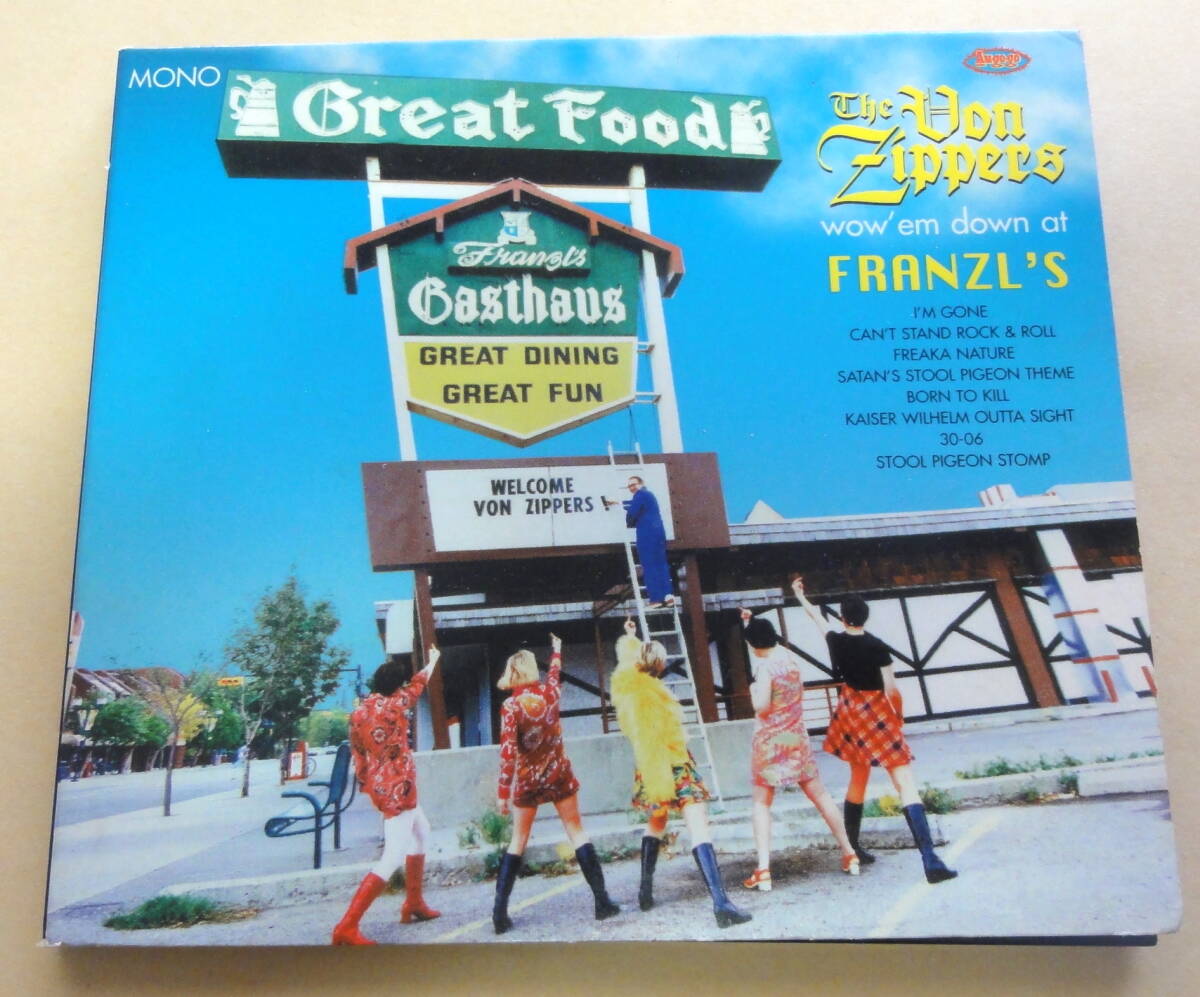 MONO
Great Food
Franzl's
Gasthaus
GREAT DINING
GREAT FUN
WELCOME
VON ZIPPERS !
Augogo
The Von
Zippers
wow'em down at
FRANZL'S
I'M GONE
CAN'T STAND ROCK & ROLL
FREAKA NATURE
SATAN'S STOOL PIGEON THEME
BORN TO KILL
KAISER WILHELM OUTTA SIGHT
30-06
STOOL PIGEON STOMP